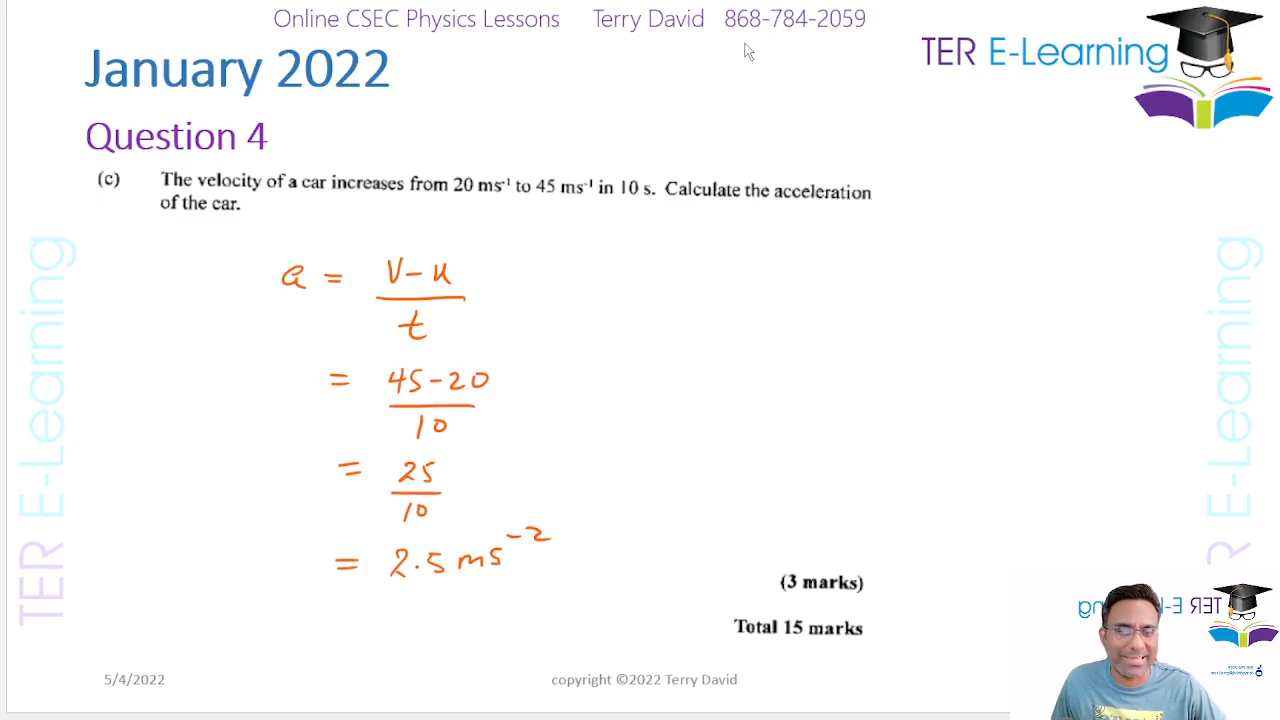 Online CSEC Physics Lessons Terry David 868-784-2059
TER E-Learning
January 2022
Question 4
(c) The velocity of a car increases from 20 ms⁻¹ to 45 ms⁻¹ in 10 s. Calculate the acceleration
of the car.
a = V-u
t
= 45-20
10
= 25
10
= 2.5 ms⁻²
(3 marks)
Total 15 marks
TER E-Learning
TER E-Learning
TER
5/4/2022
copyright ©2022 Terry David